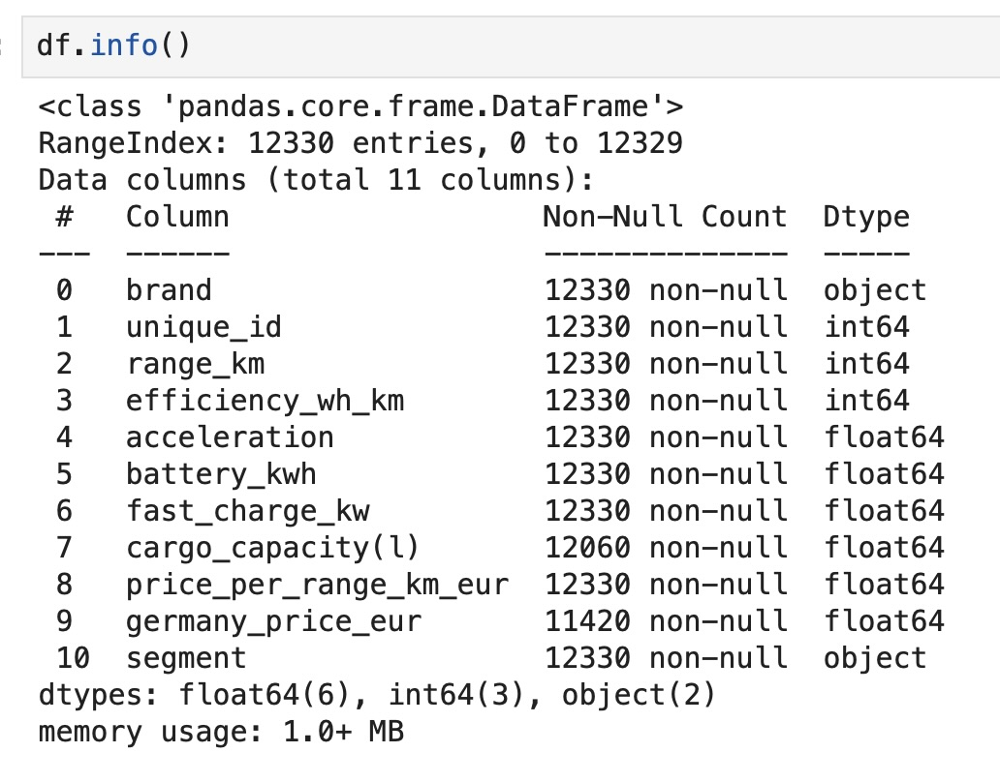 df.info()
<class 'pandas.core.frame.DataFrame'>
RangeIndex: 12330 entries, 0 to 12329
Data columns (total 11 columns):
 #   Column                  Non-Null Count  Dtype
---  ------                  --------------  -----
 0   brand                   12330 non-null  object
 1   unique_id               12330 non-null  int64
 2   range_km                12330 non-null  int64
 3   efficiency_wh_km        12330 non-null  int64
 4   acceleration            12330 non-null  float64
 5   battery_kwh             12330 non-null  float64
 6   fast_charge_kw          12330 non-null  float64
 7   cargo_capacity(l)       12060 non-null  float64
 8   price_per_range_km_eur  12330 non-null  float64
 9   germany_price_eur       11420 non-null  float64
 10  segment                 12330 non-null  object
dtypes: float64(6), int64(3), object(2)
memory usage: 1.0+ MB